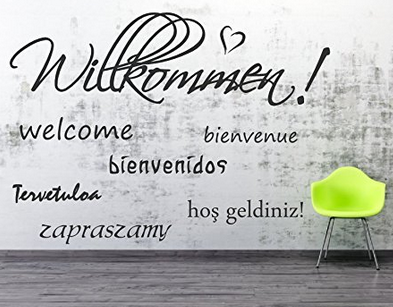 Willkommen!
welcome
bienvenue
bienvenidos
Tervetuloa
hoş geldiniz!
zapraszamy